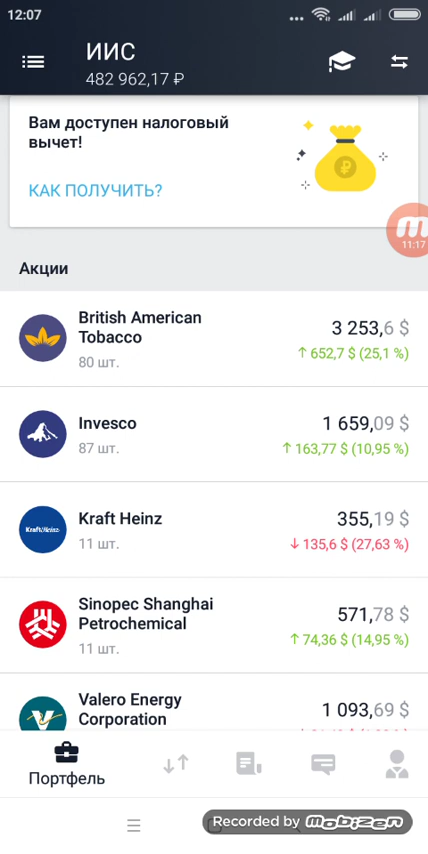 12:07
ИИС
482 962,17 ₽
Вам доступен налоговый
вычет!
КАК ПОЛУЧИТЬ?
11:17
Акции
British American
Tobacco
80 шт.
3 253,6 $
↑ 652,7 $ (25,1 %)
Invesco
87 шт.
1 659,09 $
↑ 163,77 $ (10,95 %)
Kraft Heinz
Kraft Heinz
11 шт.
355,19 $
↓ 135,6 $ (27,63 %)
Sinopec Shanghai
Petrochemical
11 шт.
571,78 $
↑ 74,36 $ (14,95 %)
Valero Energy
Corporation
1 093,69 $
Портфель
Recorded by mobizen